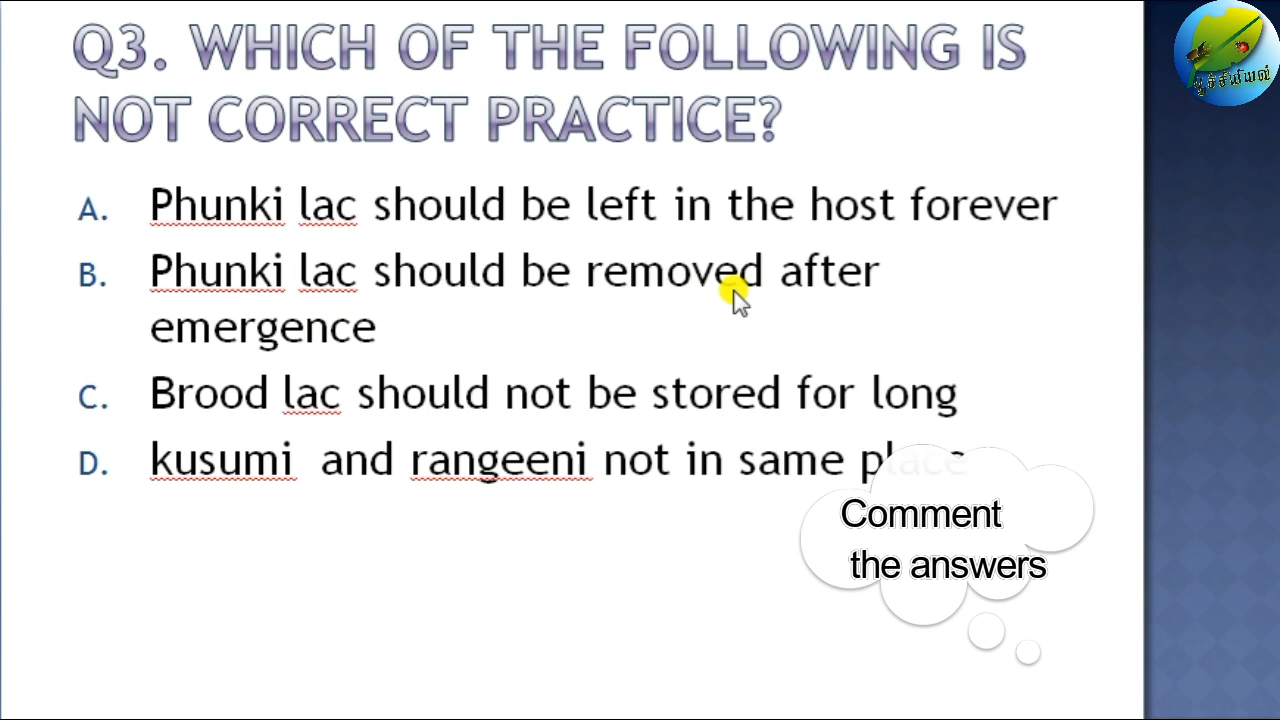 Q3. WHICH OF THE FOLLOWING IS
NOT CORRECT PRACTICE?
A. Phunki lac should be left in the host forever
B. Phunki lac should be removed after
emergence
C. Brood lac should not be stored for long
D. kusumi and rangeeni not in same place
Comment
the answers